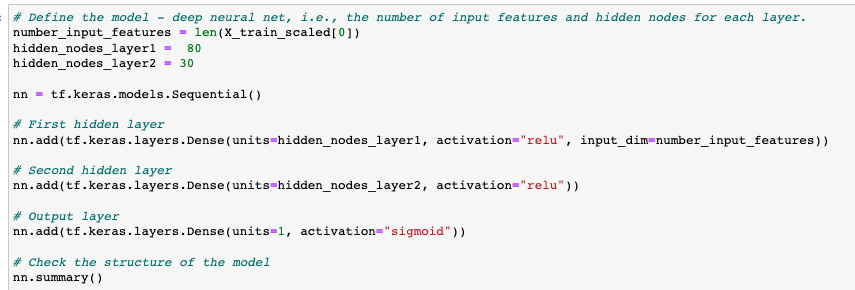 # Define the model - deep neural net, i.e., the number of input features and hidden nodes for each layer.
number_input_features = len(X_train_scaled[0])
hidden_nodes_layer1 =  80
hidden_nodes_layer2 = 30
nn = tf.keras.models.Sequential()
# First hidden layer
nn.add(tf.keras.layers.Dense(units=hidden_nodes_layer1, activation="relu", input_dim=number_input_features))
# Second hidden layer
nn.add(tf.keras.layers.Dense(units=hidden_nodes_layer2, activation="relu"))
# Output layer
nn.add(tf.keras.layers.Dense(units=1, activation="sigmoid"))
# Check the structure of the model
nn.summary()